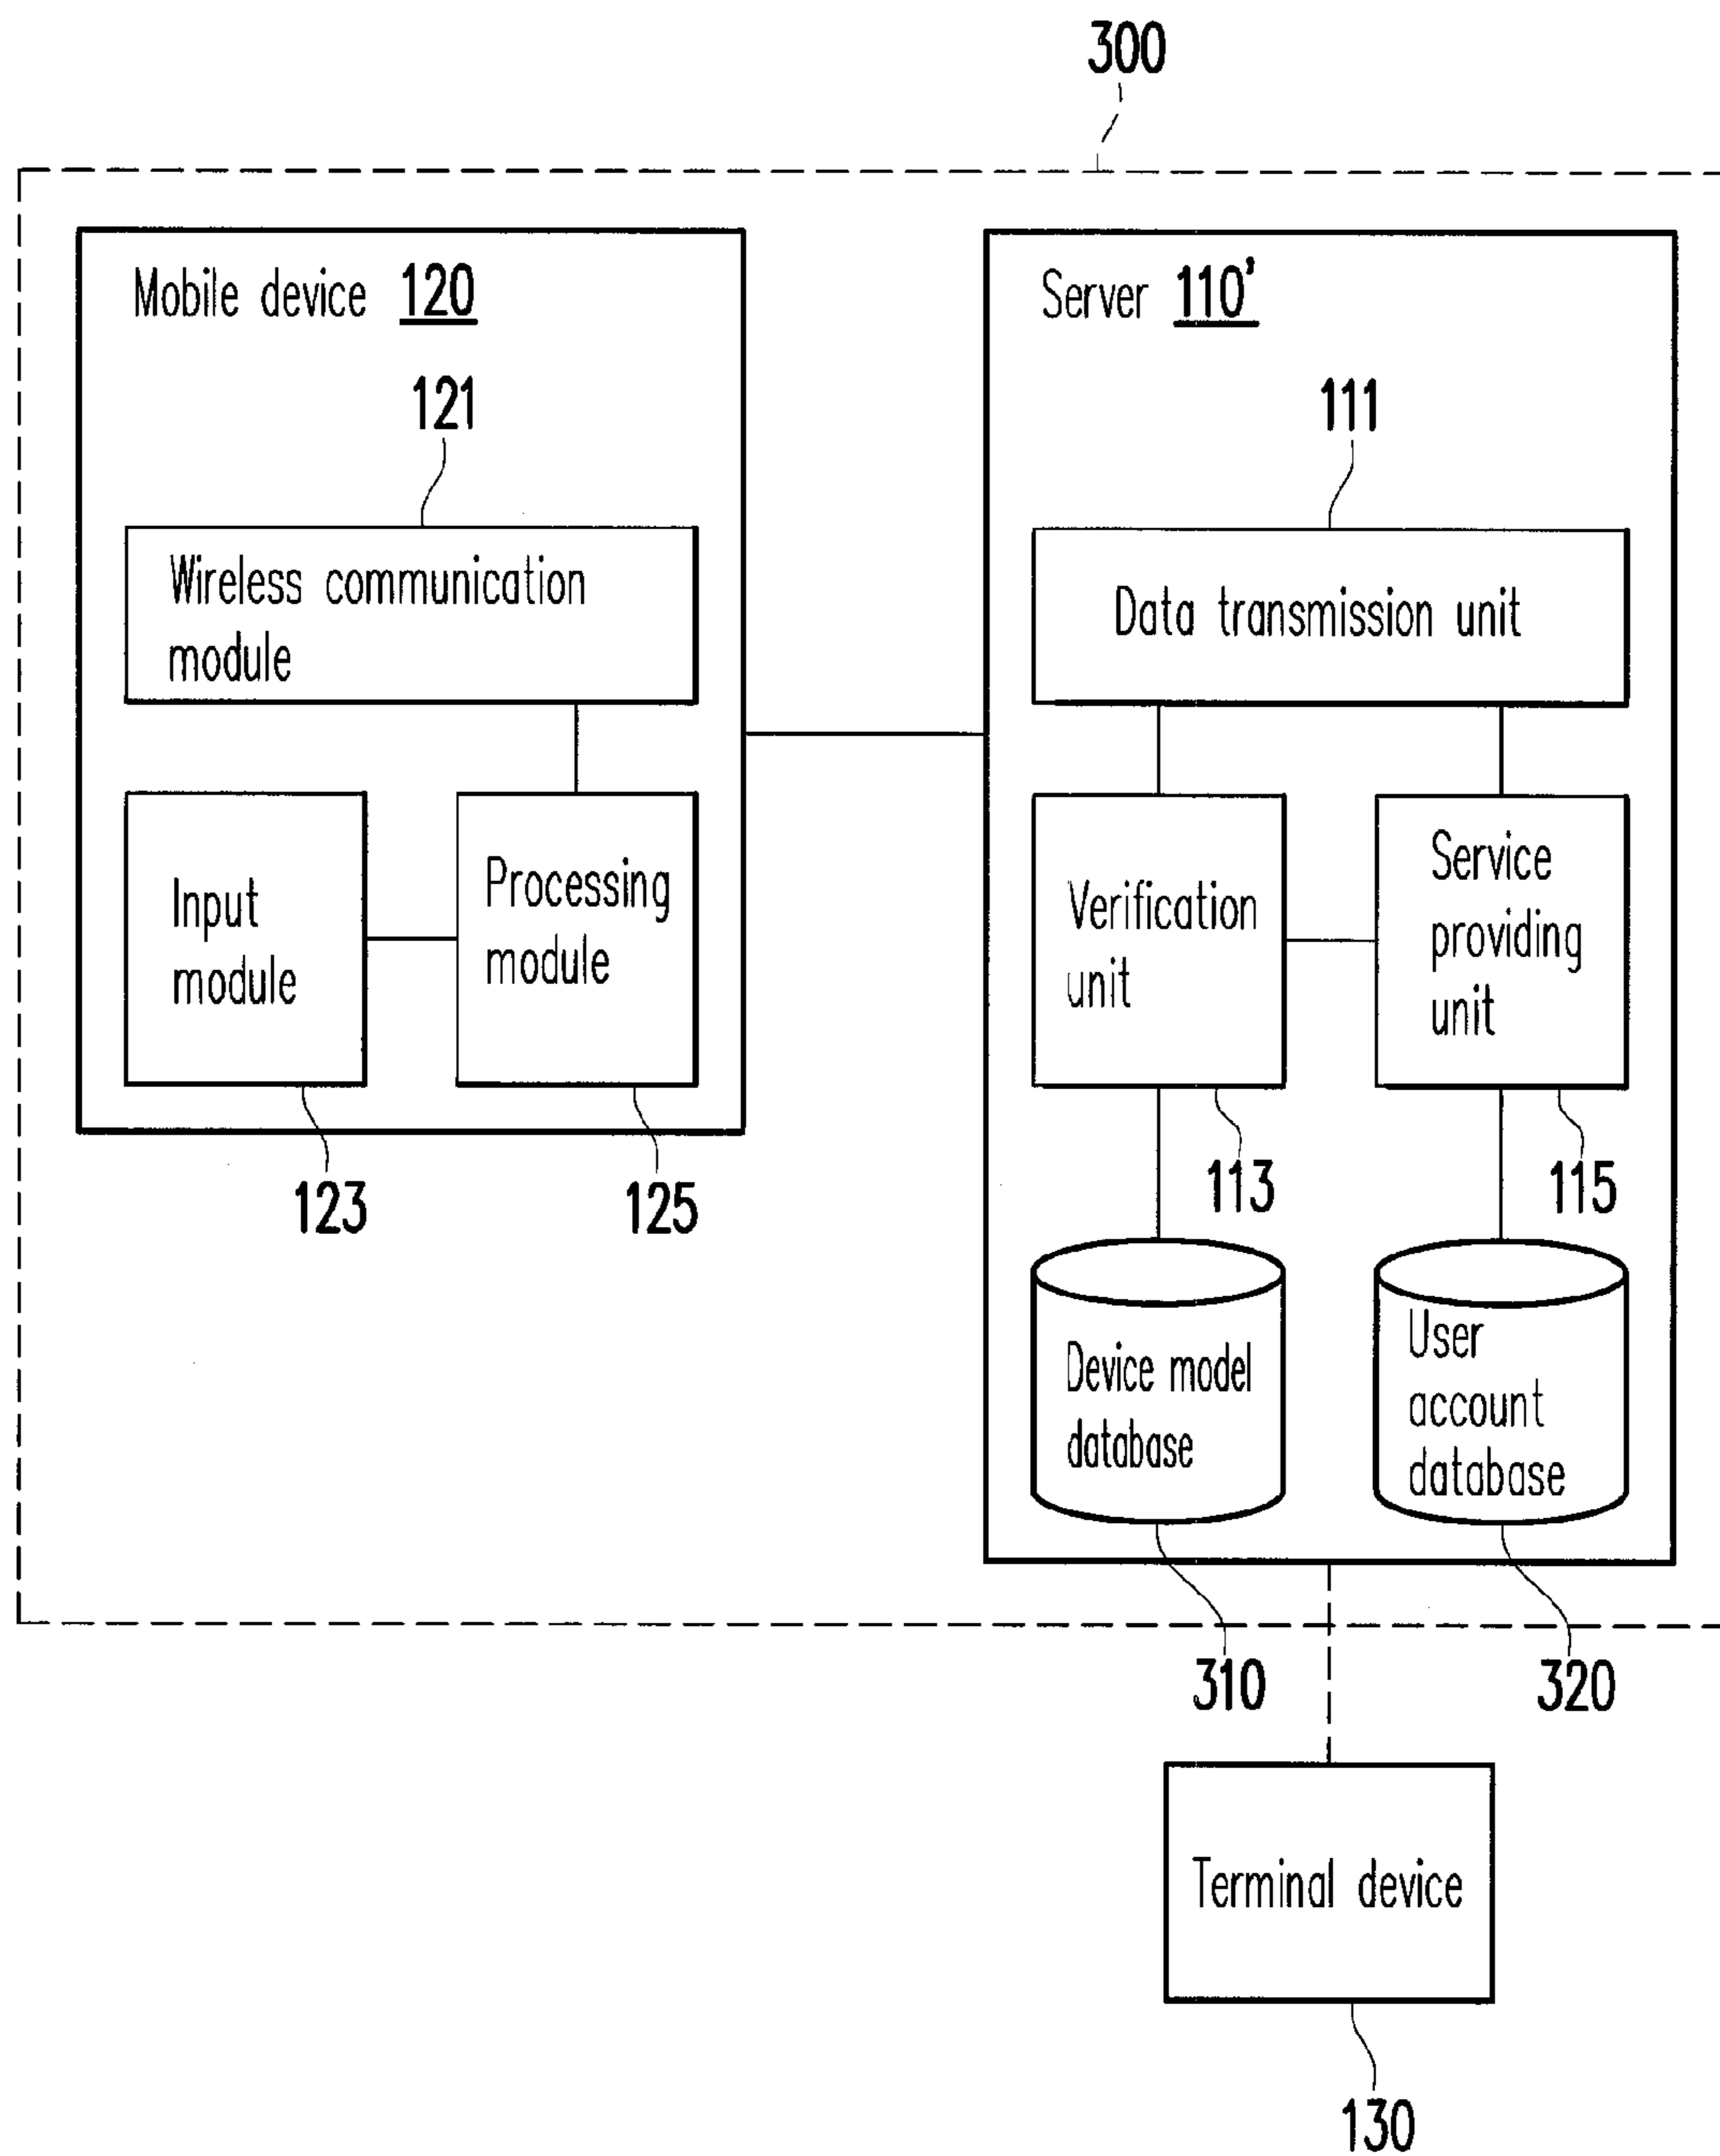 300
Mobile device 120
121
Wireless communication
module
Input
module
Processing
module
123
125
Server 110'
111
Data transmission unit
Verification
unit
Service
providing
unit
113
115
Device model
database
User
account
database
310
320
Terminal device
130